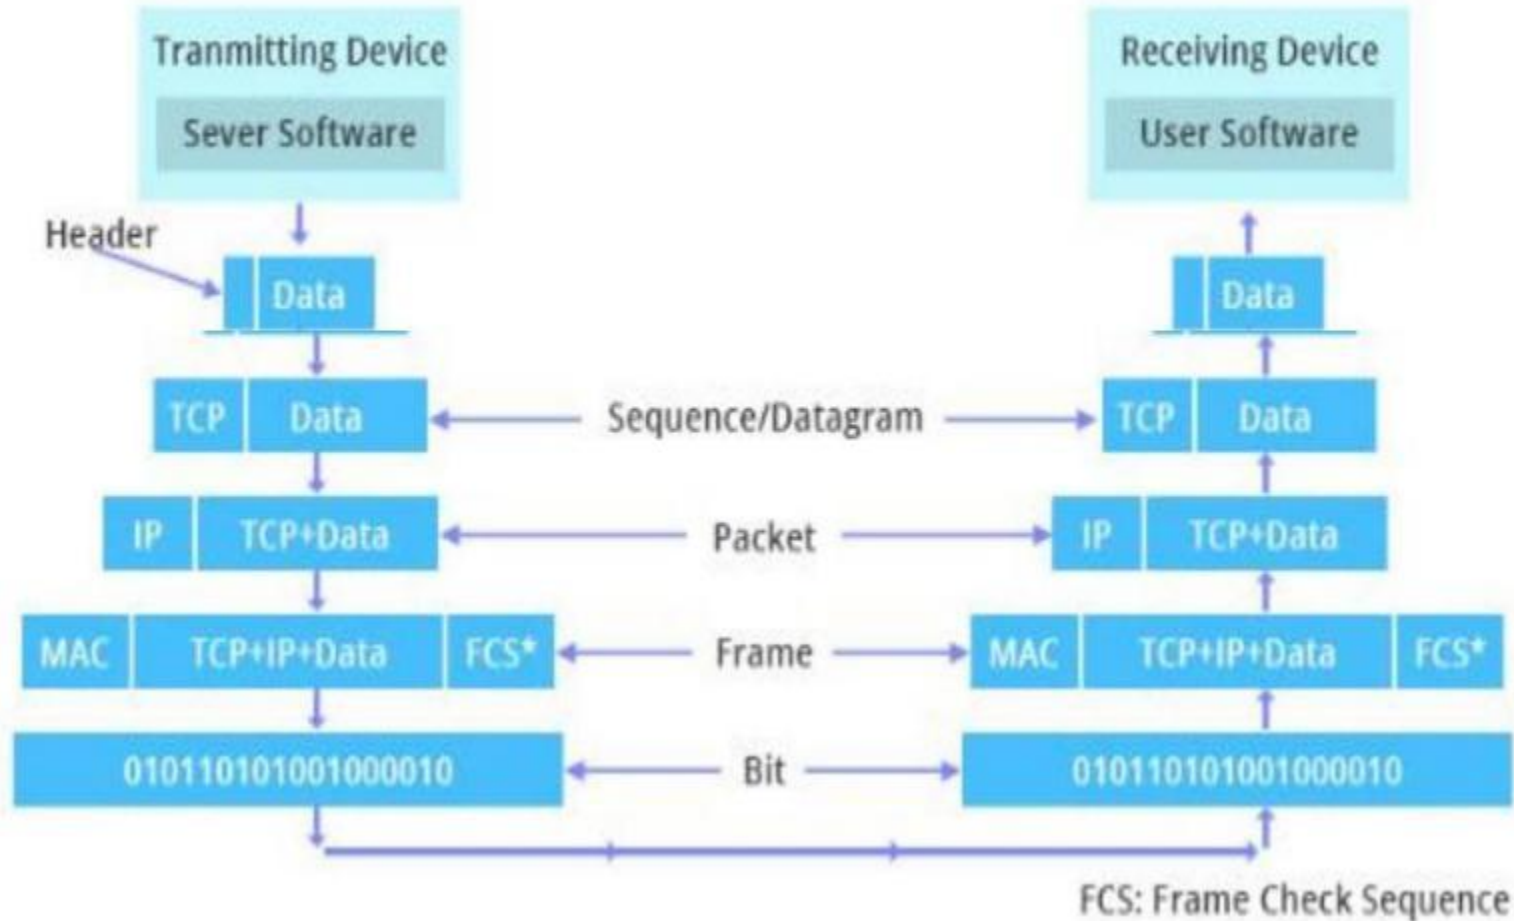 Tranmitting Device
Sever Software
Receiving Device
User Software
Header
Data
Data
TCP
Data
Sequence/Datagram
TCP
Data
IP
TCP+Data
Packet
IP
TCP+Data
MAC
TCP+IP+Data
FCS*
Frame
MAC
TCP+IP+Data
FCS*
010110101001000010
Bit
010110101001000010
FCS: Frame Check Sequence